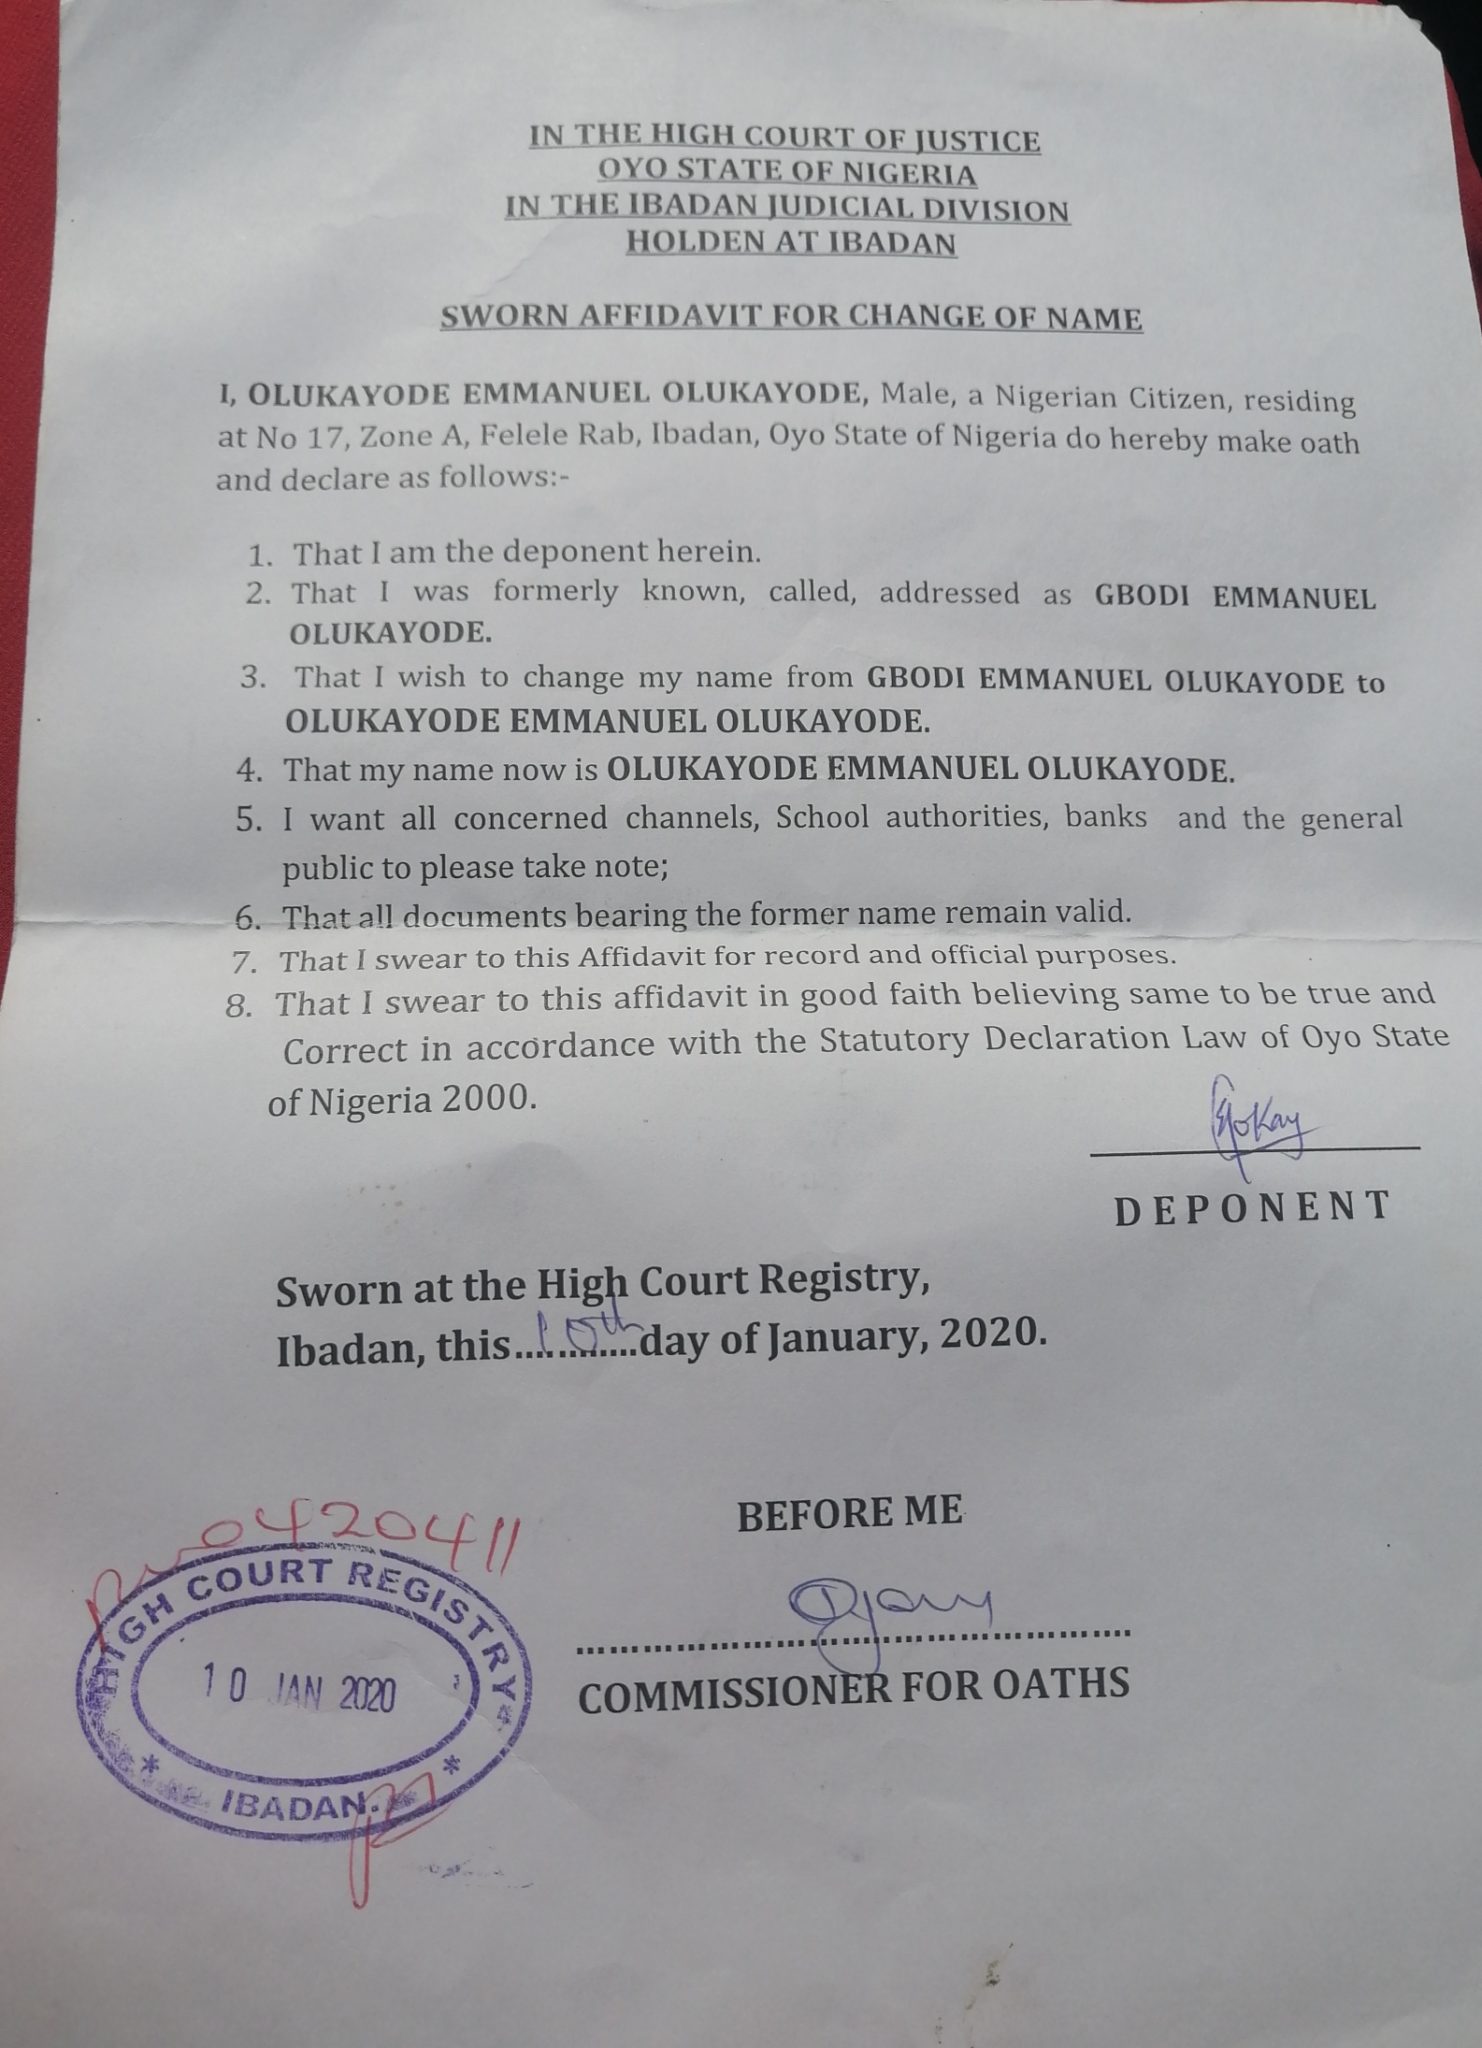 IN THE HIGH COURT OF JUSTICE
OYO STATE OF NIGERIA
IN THE IBADAN JUDICIAL DIVISION
HOLDEN AT IBADAN
SWORN AFFIDAVIT FOR CHANGE OF NAME
I, OLUKAYODE EMMANUEL OLUKAYODE, Male, a Nigerian Citizen, residing
at No 17, Zone A, Felele Rab, Ibadan, Oyo State of Nigeria do hereby make oath
and declare as follows:-
1. That I am the deponent herein.
2. That I was formerly known, called, addressed as GBODI EMMANUEL
OLUKAYODE.
3. That I wish to change my name from GBODI EMMANUEL OLUKAYODE to
OLUKAYODE EMMANUEL OLUKAYODE.
4. That my name now is OLUKAYODE EMMANUEL OLUKAYODE.
5. I want all concerned channels, School authorities, banks and the general
public to please take note;
6. That all documents bearing the former name remain valid.
7. That I swear to this Affidavit for record and official purposes.
8. That I swear to this affidavit in good faith believing same to be true and
Correct in accordance with the Statutory Declaration Law of Oyo State
of Nigeria 2000.
DEPONENT
Sworn at the High Court Registry,
Ibadan, this....10th....day of January, 2020.
BEFORE ME
0420411
HIGH COURT REGISTRY
10 JAN 2020
* IBADAN. *
COMMISSIONER FOR OATHS